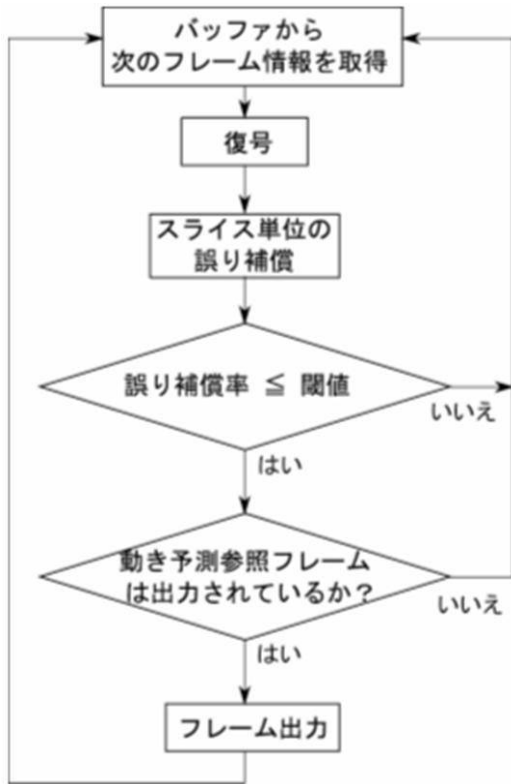 バッファから
次のフレーム情報を取得
復号
スライス単位の
誤り補償
誤り補償率 ≦ 閾値
いいえ
はい
動き予測参照フレーム
は出力されているか？
いいえ
はい
フレーム出力